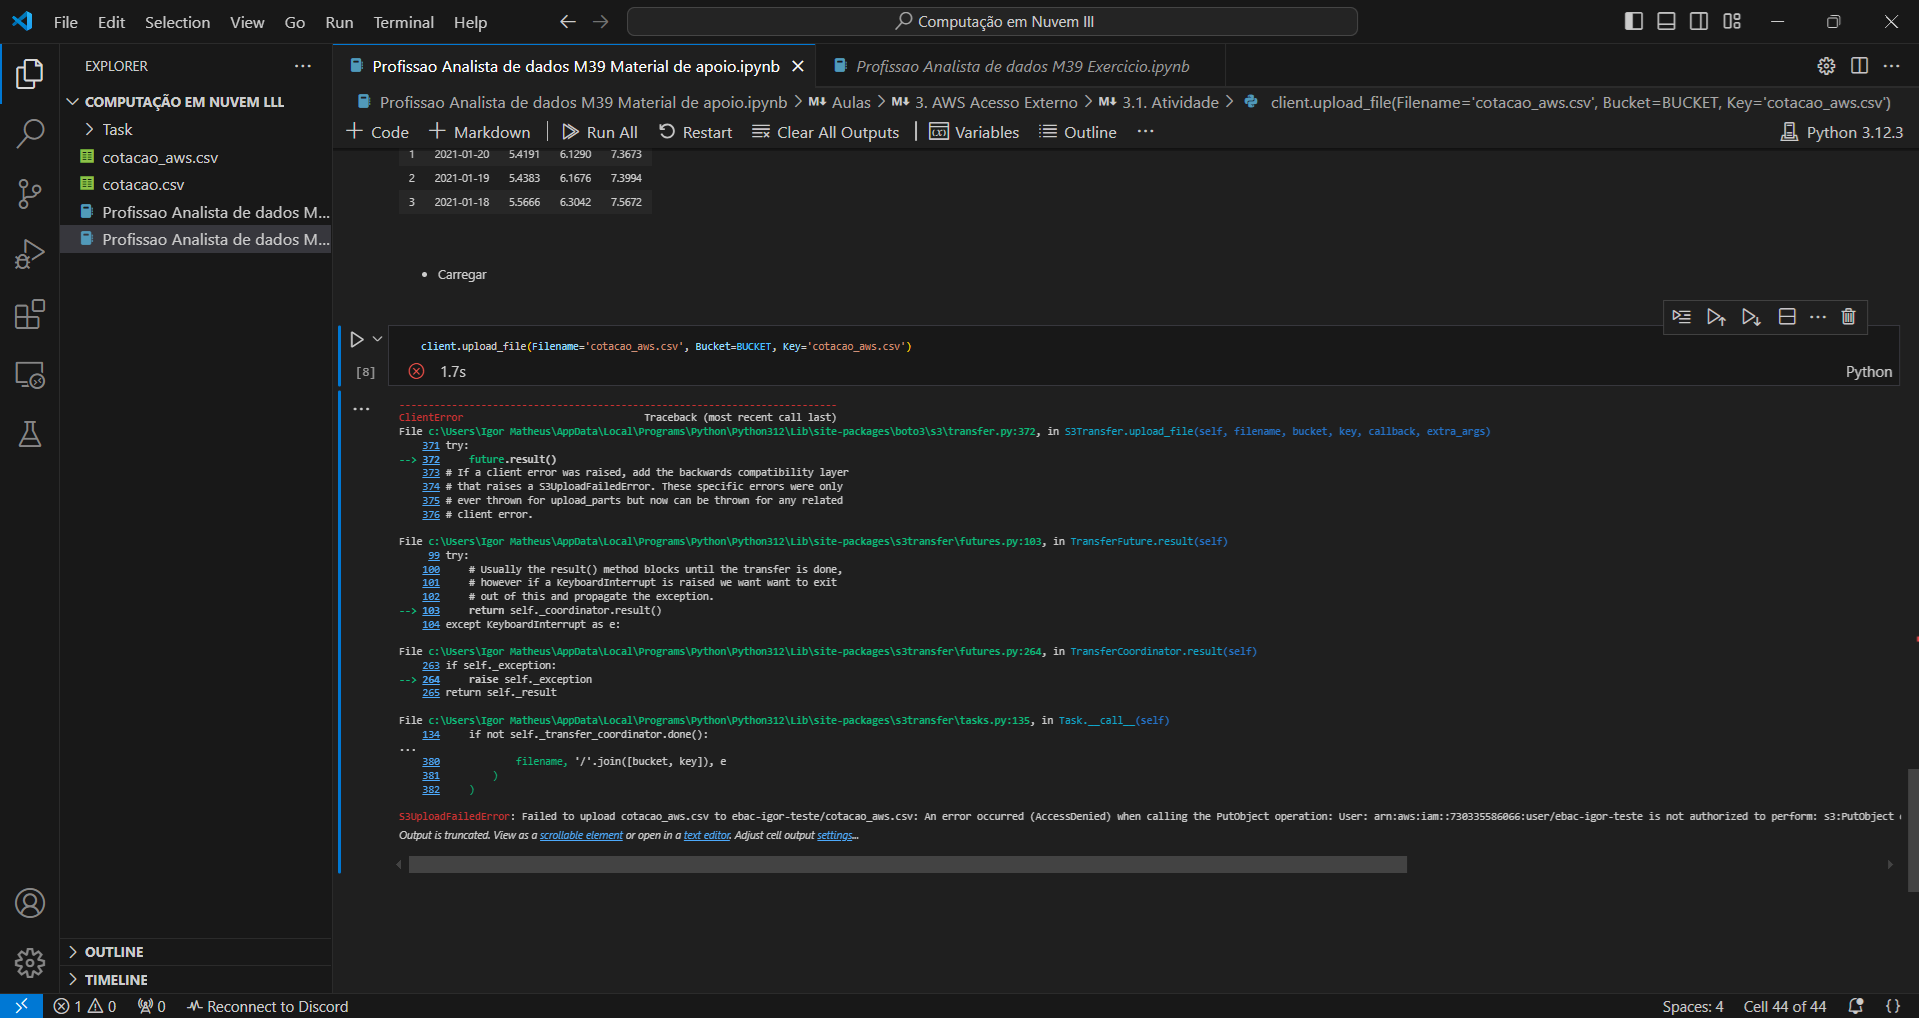 File Edit Selection View Go Run Terminal Help
Computação em Nuvem III
EXPLORER
COMPUTAÇÃO EM NUVEM LLL
Task
cotacao_aws.csv
cotacao.csv
Profissao Analista de dados M...
Profissao Analista de dados M...
OUTLINE
TIMELINE
Profissao Analista de dados M39 Material de apoio.ipynb
Profissao Analista de dados M39 Exercicio.ipynb
Profissao Analista de dados M39 Material de apoio.ipynb > M↓ Aulas > M↓ 3. AWS Acesso Externo > M↓ 3.1. Atividade > client.upload_file(Filename='cotacao_aws.csv', Bucket=BUCKET, Key='cotacao_aws.csv')
+ Code + Markdown | Run All Restart Clear All Outputs | Variables Outline ...
Python 3.12.3
1 2021-01-20 5.4191 6.1290 7.3673
2 2021-01-19 5.4383 6.1676 7.3994
3 2021-01-18 5.5666 6.3042 7.5672
• Carregar
client.upload_file(Filename='cotacao_aws.csv', Bucket=BUCKET, Key='cotacao_aws.csv')
[8] 1.7s
Python
---------------------------------------------------------------------------
ClientError Traceback (most recent call last)
File c:\Users\Igor Matheus\AppData\Local\Programs\Python\Python312\Lib\site-packages\boto3\s3\transfer.py:372, in S3Transfer.upload_file(self, filename, bucket, key, callback, extra_args)
371 try:
--> 372 future.result()
373 # If a client error was raised, add the backwards compatibility layer
374 # that raises a S3UploadFailedError. These specific errors were only
375 # ever thrown for upload_parts but now can be thrown for any related
376 # client error.
File c:\Users\Igor Matheus\AppData\Local\Programs\Python\Python312\Lib\site-packages\s3transfer\futures.py:103, in TransferFuture.result(self)
99 try:
100 # Usually the result() method blocks until the transfer is done,
101 # however if a KeyboardInterrupt is raised we want want to exit
102 # out of this and propagate the exception.
--> 103 return self._coordinator.result()
104 except KeyboardInterrupt as e:
File c:\Users\Igor Matheus\AppData\Local\Programs\Python\Python312\Lib\site-packages\s3transfer\futures.py:264, in TransferCoordinator.result(self)
263 if self._exception:
--> 264 raise self._exception
265 return self._result
File c:\Users\Igor Matheus\AppData\Local\Programs\Python\Python312\Lib\site-packages\s3transfer\tasks.py:135, in Task.__call__(self)
134 if not self._transfer_coordinator.done():
...
380 filename, '/'.join([bucket, key]), e
381 )
382 )
S3UploadFailedError: Failed to upload cotacao_aws.csv to ebac-igor-teste/cotacao_aws.csv: An error occurred (AccessDenied) when calling the PutObject operation: User: arn:aws:iam::730335586066:user/ebac-igor-teste is not authorized to perform: s3:PutObject
Output is truncated. View as a scrollable element or open in a text editor. Adjust cell output settings...
1 0 0 Reconnect to Discord
Spaces: 4 Cell 44 of 44 {}